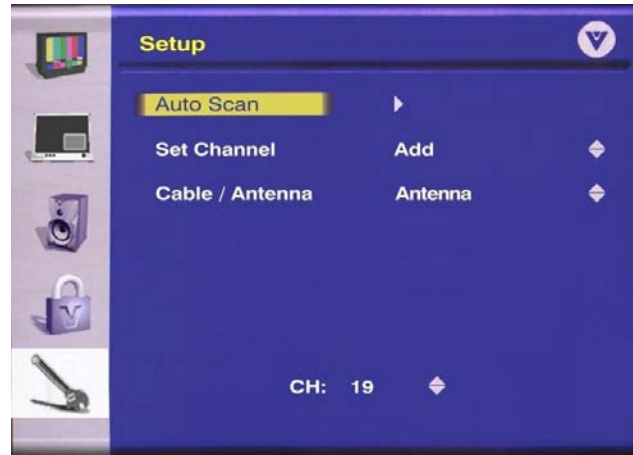 Setup
V
Auto Scan
Set Channel Add
Cable / Antenna Antenna
V
CH: 19